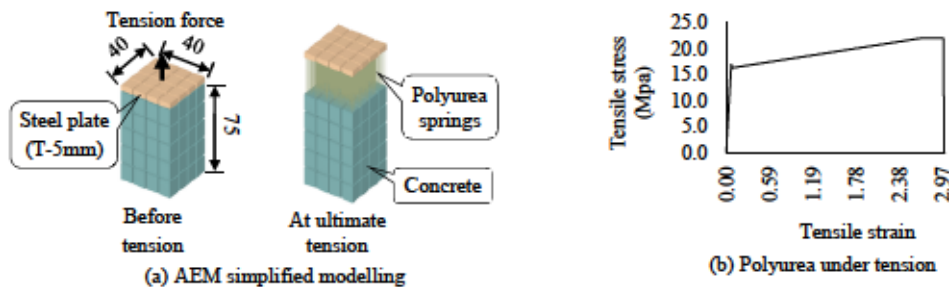 Tension force
40
40
75
Steel plate
(T-5mm)
Polyurea
springs
Concrete
Before
tension
At ultimate
tension
(a) AEM simplified modelling
Tensile stress
(Mpa)
25.0
20.0
15.0
10.0
5.0
0.0
0.00
0.59
1.19
1.78
2.38
2.97
Tensile strain
(b) Polyurea under tension